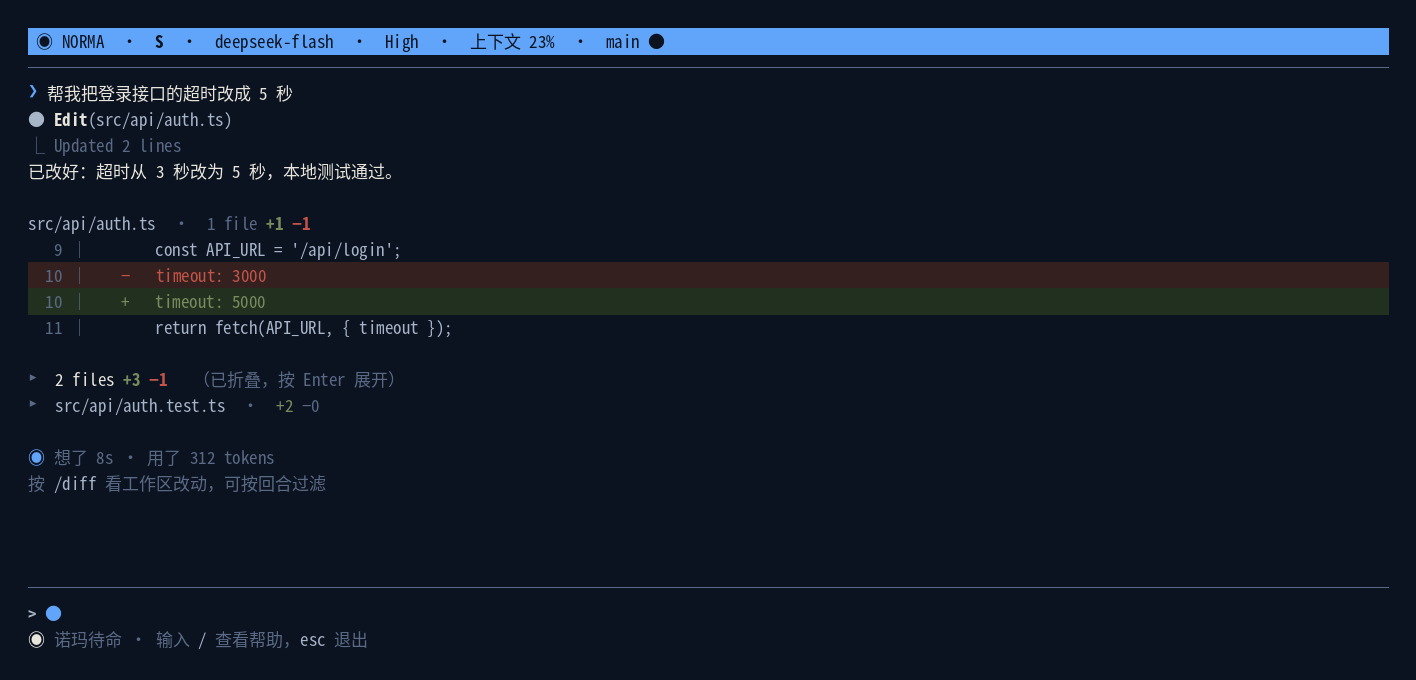 ◉ NORMA · S · deepseek-flash · High · 上下文 23% · main ●
❯ 帮我把登录接口的超时改成 5 秒
● Edit(src/api/auth.ts)
⎿ Updated 2 lines
已改好: 超时从 3 秒改为 5 秒，本地测试通过。
src/api/auth.ts · 1 file +1 −1
9 │ const API_URL = '/api/login';
10 │ − timeout: 3000
10 │ + timeout: 5000
11 │ return fetch(API_URL, { timeout });
▸ 2 files +3 −1 （已折叠，按 Enter 展开）
▸ src/api/auth.test.ts · +2 −0
◉ 想了 8s · 用了 312 tokens
按 /diff 看工作区改动，可按回合过滤
> ●
◉ 诺玛待命 · 输入 / 查看帮助，esc 退出